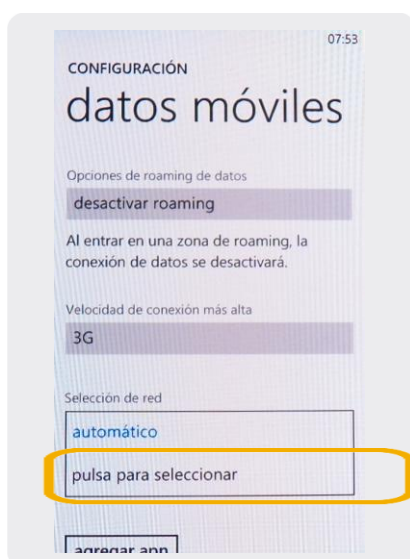 07:53
CONFIGURACIÓN
datos móviles
Opciones de roaming de datos
desactivar roaming
Al entrar en una zona de roaming, la
conexión de datos se desactivará.
Velocidad de conexión más alta
3G
Selección de red
automático
pulsa para seleccionar
agregar apn